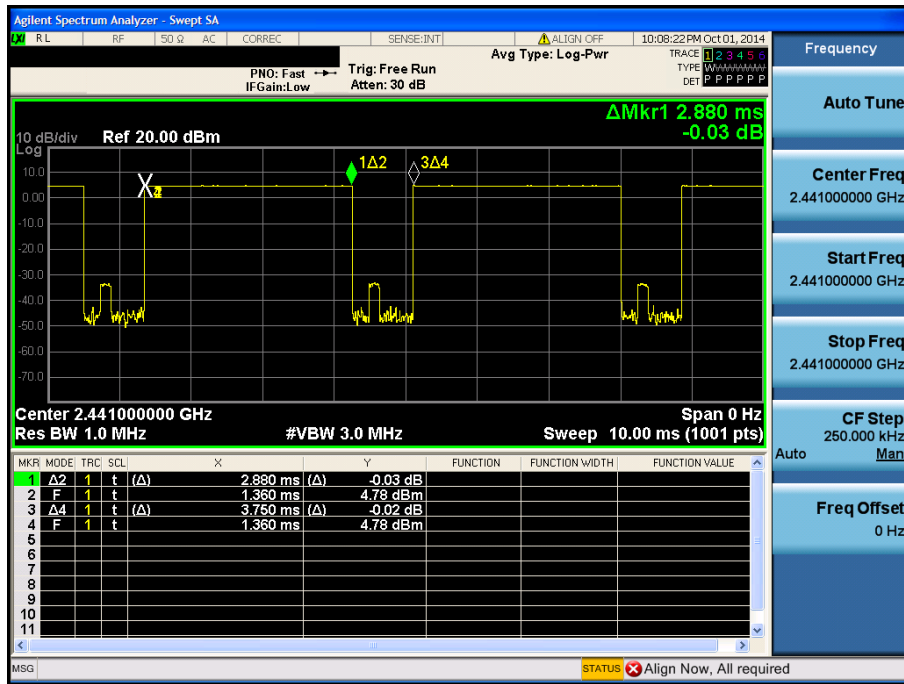 Agilent Spectrum Analyzer - Swept SA
LXI RL RF 50 Ω AC CORREC SENSE:INT ALIGN OFF 10:08:22 PM Oct 01, 2014
Avg Type: Log-Pwr TRACE 1 2 3 4 5 6
PNO: Fast Trig: Free Run TYPE WWWWWW
IFGain:Low Atten: 30 dB DET P P P P P P
Frequency
ΔMkr1 2.880 ms
-0.03 dB
10 dB/div Ref 20.00 dBm
Log
1Δ2 3Δ4
10.0
0.00
-10.0
-20.0
-30.0
-40.0
-50.0
-60.0
-70.0
Center 2.441000000 GHz Span 0 Hz
Res BW 1.0 MHz #VBW 3.0 MHz Sweep 10.00 ms (1001 pts)
MKR MODE TRC SCL X Y FUNCTION FUNCTION WIDTH FUNCTION VALUE
1 Δ2 1 t (Δ) 2.880 ms (Δ) -0.03 dB
2 F 1 t 1.360 ms 4.78 dBm
3 Δ4 1 t (Δ) 3.750 ms (Δ) -0.02 dB
4 F 1 t 1.360 ms 4.78 dBm
5
6
7
8
9
10
11
Auto Tune
Center Freq
2.441000000 GHz
Start Freq
2.441000000 GHz
Stop Freq
2.441000000 GHz
CF Step
250.000 kHz
Auto Man
Freq Offset
0 Hz
MSG STATUS Align Now, All required